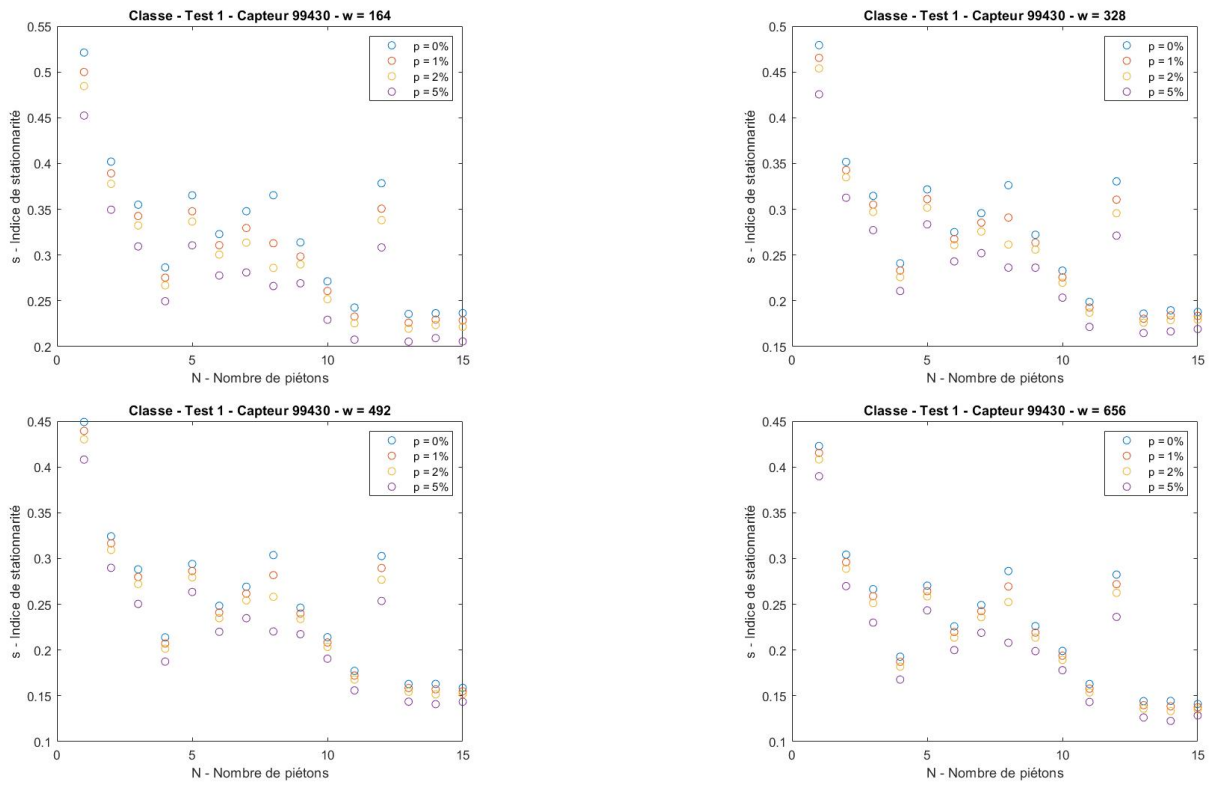 Classe - Test 1 - Capteur 99430 - w = 164
0.55
0.5
0.45
0.4
0.35
0.3
0.25
0.2
s - Indice de stationnarité
p = 0%
p = 1%
p = 2%
p = 5%
0 5 10 15
N - Nombre de piétons
Classe - Test 1 - Capteur 99430 - w = 328
0.5
0.45
0.4
0.35
0.3
0.25
0.2
0.15
s - Indice de stationnarité
p = 0%
p = 1%
p = 2%
p = 5%
0 5 10 15
N - Nombre de piétons
Classe - Test 1 - Capteur 99430 - w = 492
0.45
0.4
0.35
0.3
0.25
0.2
0.15
0.1
s - Indice de stationnarité
p = 0%
p = 1%
p = 2%
p = 5%
0 5 10 15
N - Nombre de piétons
Classe - Test 1 - Capteur 99430 - w = 656
0.45
0.4
0.35
0.3
0.25
0.2
0.15
0.1
s - Indice de stationnarité
p = 0%
p = 1%
p = 2%
p = 5%
0 5 10 15
N - Nombre de piétons